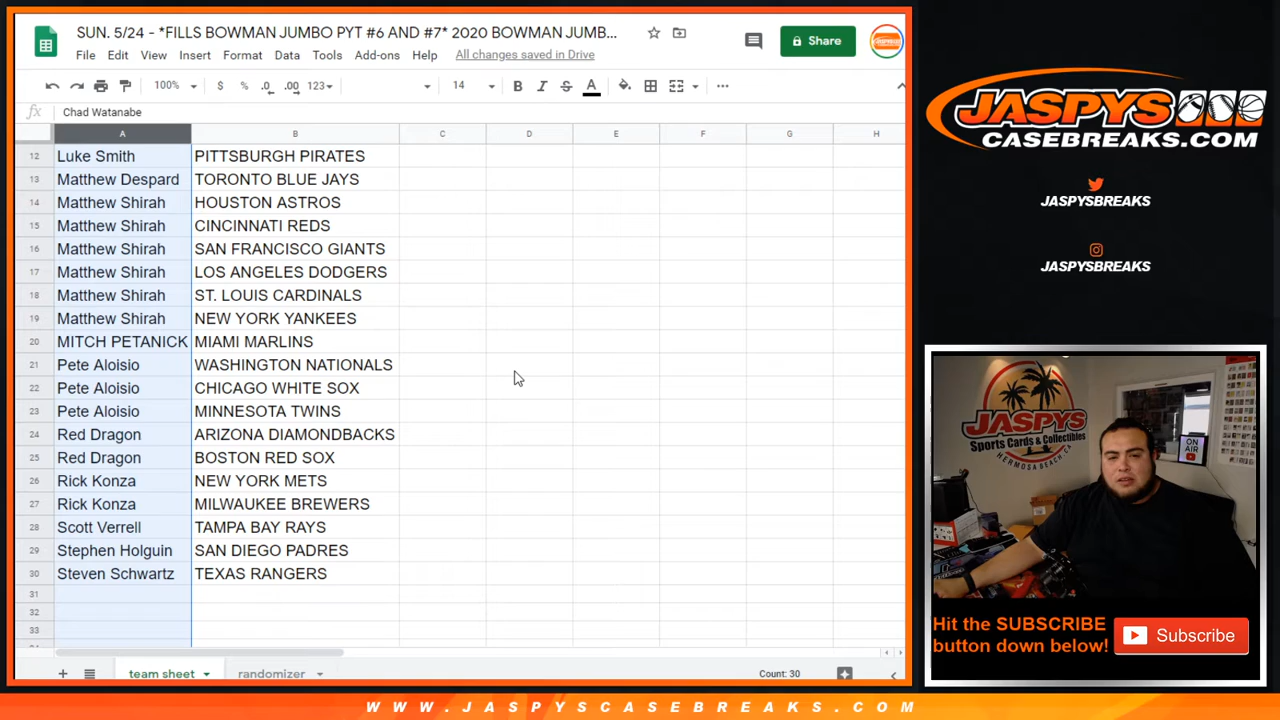 SUN. 5/24 - *FILLS BOWMAN JUMBO PYT #6 AND #7* 2020 BOWMAN JUMB...
File Edit View Insert Format Data Tools Add-ons Help All changes saved in Drive
Share
100% $ % .0 .00 123 14 B I S A
fx Chad Watanabe
A B C D E F G H
12 Luke Smith PITTSBURGH PIRATES
13 Matthew Despard TORONTO BLUE JAYS
14 Matthew Shirah HOUSTON ASTROS
15 Matthew Shirah CINCINNATI REDS
16 Matthew Shirah SAN FRANCISCO GIANTS
17 Matthew Shirah LOS ANGELES DODGERS
18 Matthew Shirah ST. LOUIS CARDINALS
19 Matthew Shirah NEW YORK YANKEES
20 MITCH PETANICK MIAMI MARLINS
21 Pete Aloisio WASHINGTON NATIONALS
22 Pete Aloisio CHICAGO WHITE SOX
23 Pete Aloisio MINNESOTA TWINS
24 Red Dragon ARIZONA DIAMONDBACKS
25 Red Dragon BOSTON RED SOX
26 Rick Konza NEW YORK METS
27 Rick Konza MILWAUKEE BREWERS
28 Scott Verrell TAMPA BAY RAYS
29 Stephen Holguin SAN DIEGO PADRES
30 Steven Schwartz TEXAS RANGERS
31
32
33
team sheet randomizer Count: 30
JASPYS
CASEBREAKS.COM
JASPYSBREAKS
JASPYSBREAKS
JASPYS
Sports Cards & Collectibles
HERMOSA BEACH, CA
ON AIR
Hit the SUBSCRIBE
button down below!
Subscribe
WWW.JASPYSCASEBREAKS.COM